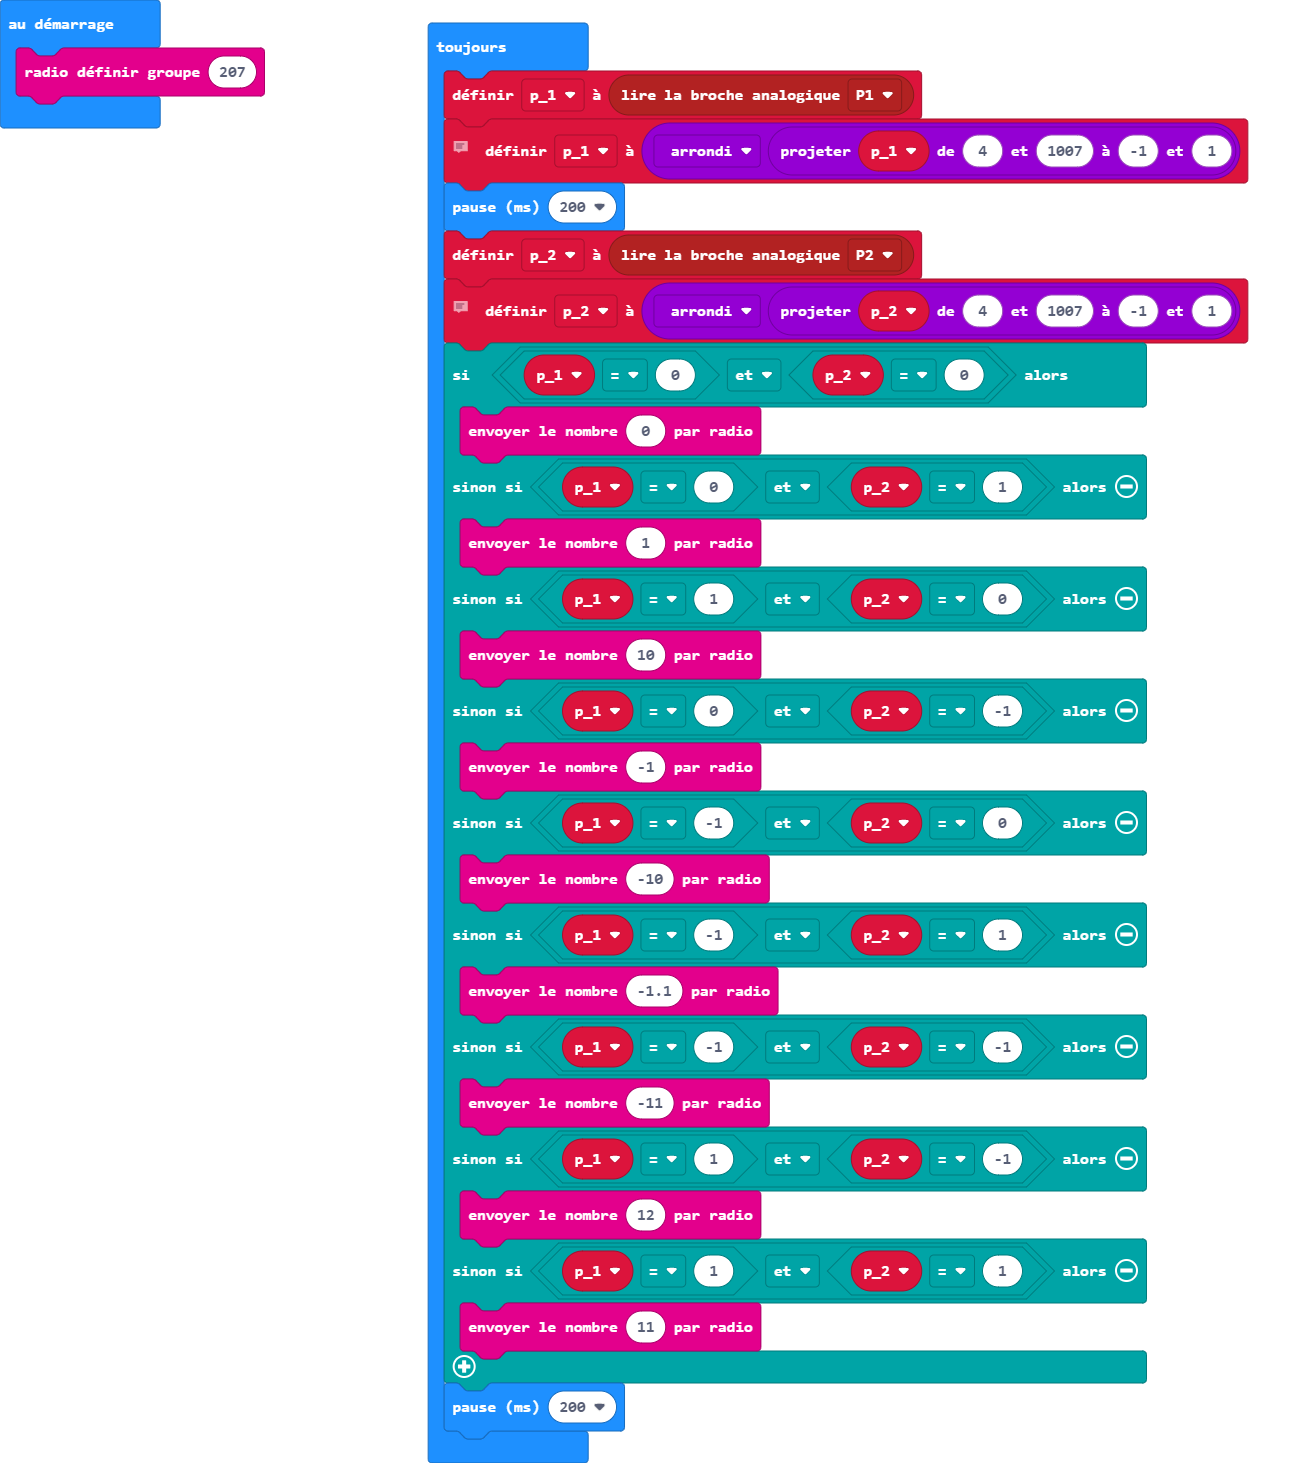 au démarrage
radio définir groupe 207
toujours
définir p_1 à lire la broche analogique P1
définir p_1 à arrondi projeter p_1 de 4 et 1007 à -1 et 1
pause (ms) 200
définir p_2 à lire la broche analogique P2
définir p_2 à arrondi projeter p_2 de 4 et 1007 à -1 et 1
si p_1 = 0 et p_2 = 0 alors
envoyer le nombre 0 par radio
sinon si p_1 = 0 et p_2 = 1 alors
envoyer le nombre 1 par radio
sinon si p_1 = 1 et p_2 = 0 alors
envoyer le nombre 10 par radio
sinon si p_1 = 0 et p_2 = -1 alors
envoyer le nombre -1 par radio
sinon si p_1 = -1 et p_2 = 0 alors
envoyer le nombre -10 par radio
sinon si p_1 = -1 et p_2 = 1 alors
envoyer le nombre -1.1 par radio
sinon si p_1 = -1 et p_2 = -1 alors
envoyer le nombre -11 par radio
sinon si p_1 = 1 et p_2 = -1 alors
envoyer le nombre 12 par radio
sinon si p_1 = 1 et p_2 = 1 alors
envoyer le nombre 11 par radio
pause (ms) 200